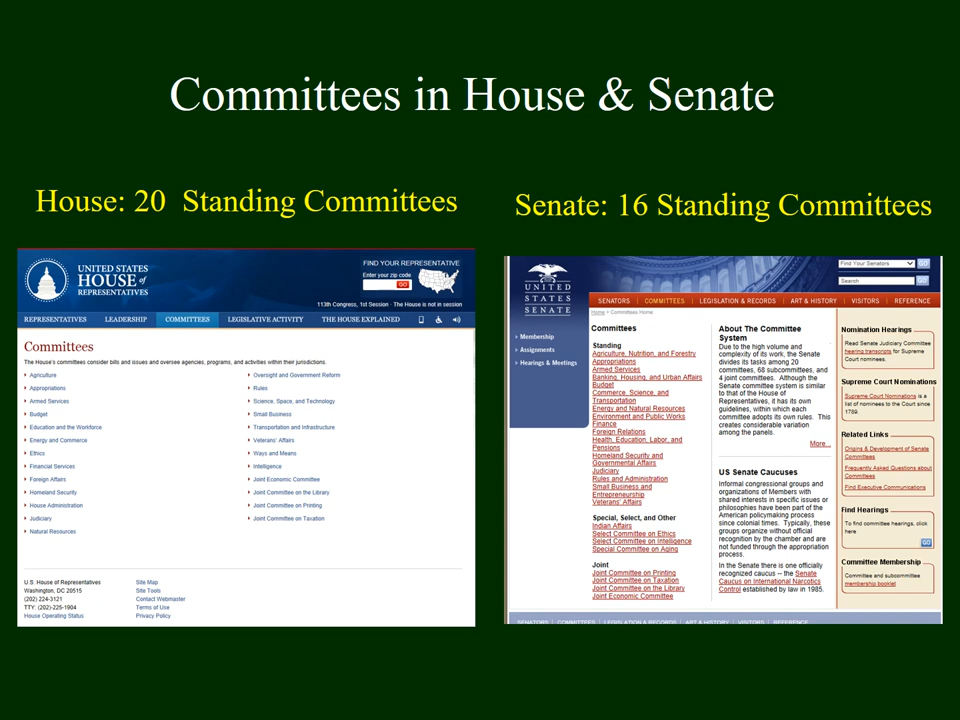 Committees in House & Senate
House: 20 Standing Committees
Senate: 16 Standing Committees
UNITED STATES
HOUSE of
REPRESENTATIVES
FIND YOUR REPRESENTATIVE
Enter your zip code
GO
113th Congress, 1st Session · The House is not in session
REPRESENTATIVES LEADERSHIP COMMITTEES LEGISLATIVE ACTIVITY THE HOUSE EXPLAINED
Committees
The House's committees consider bills and issues and oversee agencies, programs, and activities within their jurisdictions.
Agriculture
Appropriations
Armed Services
Budget
Education and the Workforce
Energy and Commerce
Ethics
Financial Services
Foreign Affairs
Homeland Security
House Administration
Judiciary
Natural Resources
Oversight and Government Reform
Rules
Science, Space, and Technology
Small Business
Transportation and Infrastructure
Veterans' Affairs
Ways and Means
Intelligence
Joint Economic Committee
Joint Committee on the Library
Joint Committee on Printing
Joint Committee on Taxation
U.S. House of Representatives
Washington, DC 20515
(202) 224-3121
TTY: (202)-225-1904
House Operating Status
Site Map
Site Tools
Contact Webmaster
Terms of Use
Privacy Policy
UNITED
STATES
SENATE
Find Your Senators
GO
Search
GO
SENATORS COMMITTEES LEGISLATION & RECORDS ART & HISTORY VISITORS REFERENCE
Home > Committees Home
Membership
Assignments
Hearings & Meetings
Committees
Standing
Agriculture, Nutrition, and Forestry
Appropriations
Armed Services
Banking, Housing, and Urban Affairs
Budget
Commerce, Science, and
Transportation
Energy and Natural Resources
Environment and Public Works
Finance
Foreign Relations
Health, Education, Labor, and
Pensions
Homeland Security and
Governmental Affairs
Judiciary
Rules and Administration
Small Business and
Entrepreneurship
Veterans' Affairs
Special, Select, and Other
Indian Affairs
Select Committee on Ethics
Select Committee on Intelligence
Special Committee on Aging
Joint
Joint Committee on Printing
Joint Committee on Taxation
Joint Committee on the Library
Joint Economic Committee
About The Committee
System
Due to the high volume and
complexity of its work, the Senate
divides its tasks among 20
committees, 68 subcommittees, and
4 joint committees. Although the
Senate committee system is similar
to that of the House of
Representatives, it has its own
guidelines, within which each
committee adopts its own rules. This
creates considerable variation
among the panels.
More...
US Senate Caucuses
Informal congressional groups and
organizations of Members with
shared interests in specific issues or
philosophies have been part of the
American policymaking process
since colonial times. Typically, these
groups organize without official
recognition by the chamber and are
not funded through the appropriation
process.
In the Senate there is one officially
recognized caucus -- the Senate
Caucus on International Narcotics
Control established by law in 1985.
Nomination Hearings
Read Senate Judiciary Committee
hearing transcripts for Supreme
Court nominees.
Supreme Court Nominations
Supreme Court Nominations is a
list of nominees to the Court since
1789.
Related Links
Origins & Development of Senate
Committees
Frequently Asked Questions about
Committees
Find Executive Communications
Find Hearings
To find committee hearings, click
here
GO
Committee Membership
Committee and subcommittee
membership booklet
SENATORS COMMITTEES LEGISLATION & RECORDS ART & HISTORY VISITORS REFERENCE